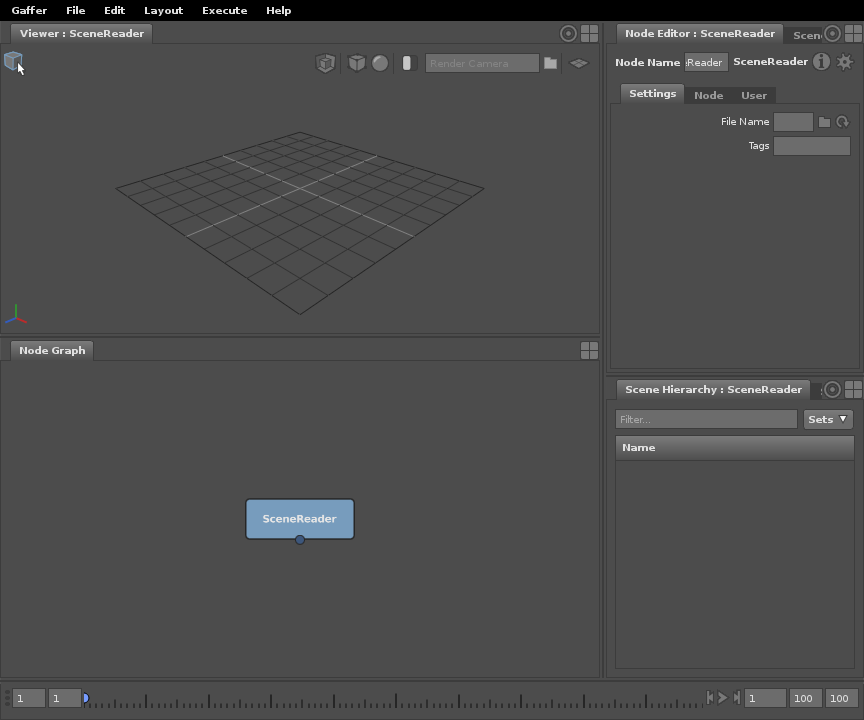 Gaffer File Edit Layout Execute Help
Viewer : SceneReader
Render Camera
Node Editor : SceneReader Scen
Node Name :Reader SceneReader
Settings Node User
File Name
Tags
Node Graph
SceneReader
Scene Hierarchy : SceneReader
Filter... Sets
Name
1 1 1 100 100